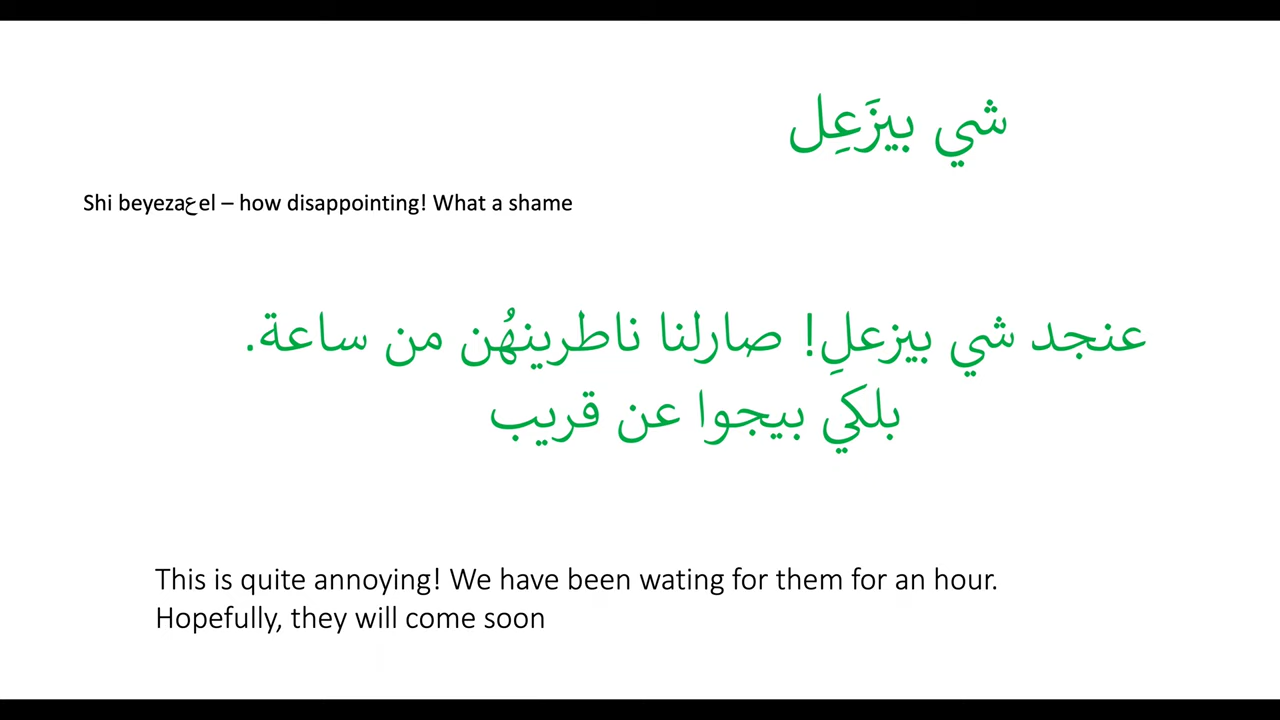 شي بيزَعِل
Shi beyezaعel – how disappointing! What a shame
عنجد شي بيزعلِ! صارلنا ناطرينهُن من ساعة.
بلكي بيجوا عن قريب
This is quite annoying! We have been wating for them for an hour.
Hopefully, they will come soon